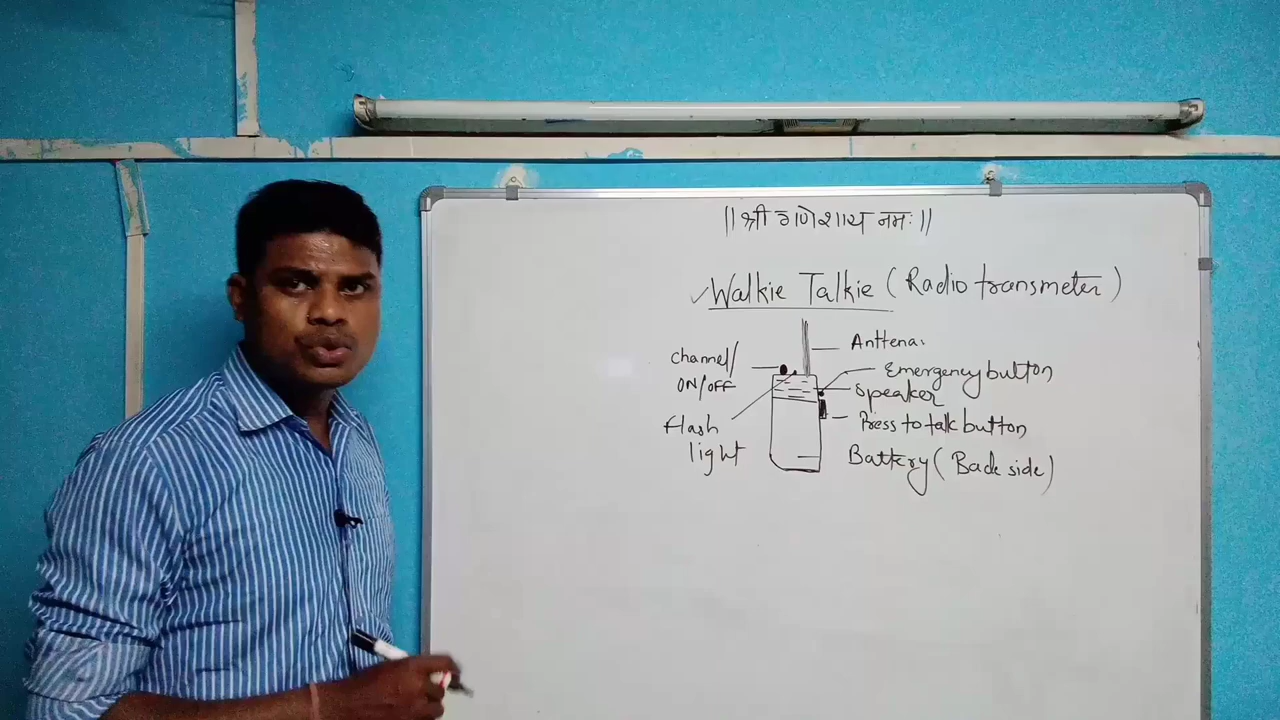 ||श्री गणेशाय नमः||
✓Walkie Talkie (Radio transmeter)
Anttena
channel/
ON/OFF
Emergency button
Speaker
Flash
light
Press to talk button
Battery (Back side)